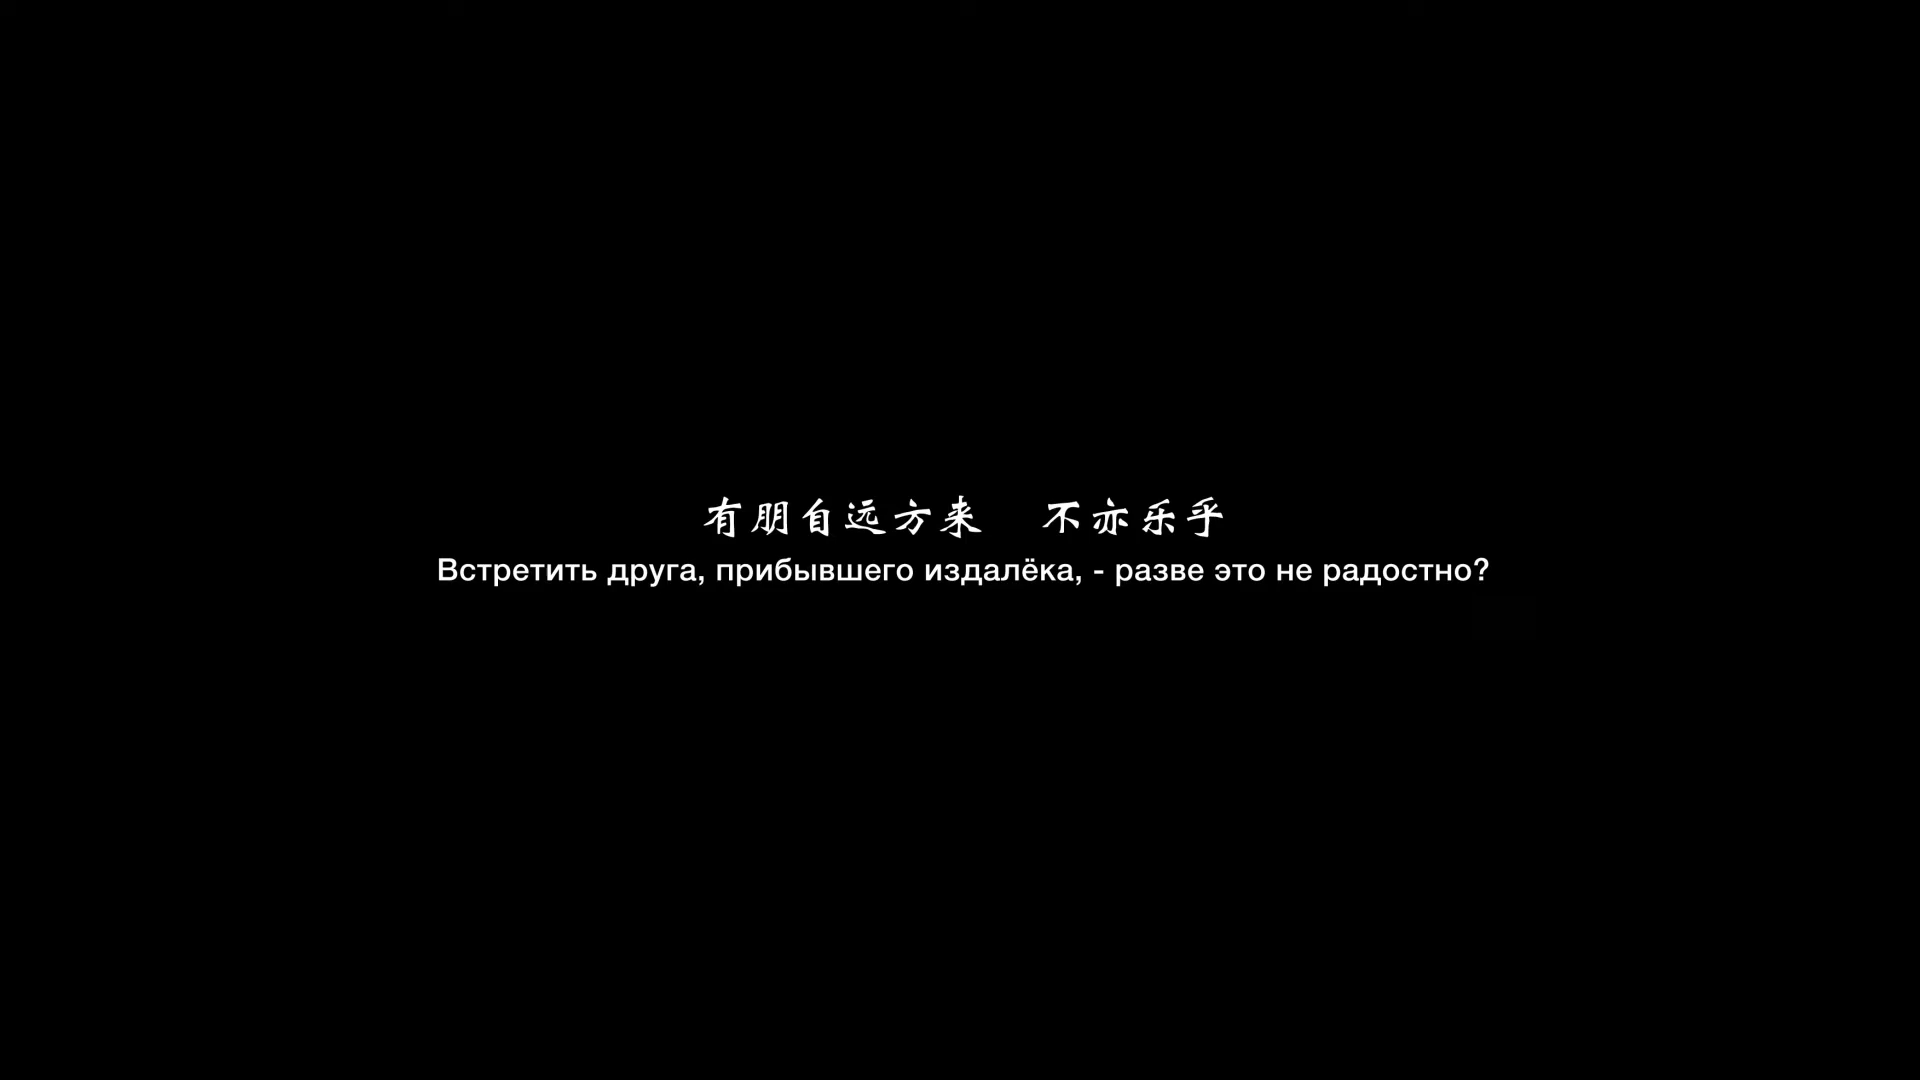 有朋自远方来　不亦乐乎
Встретить друга, прибывшего издалёка, - разве это не радостно?